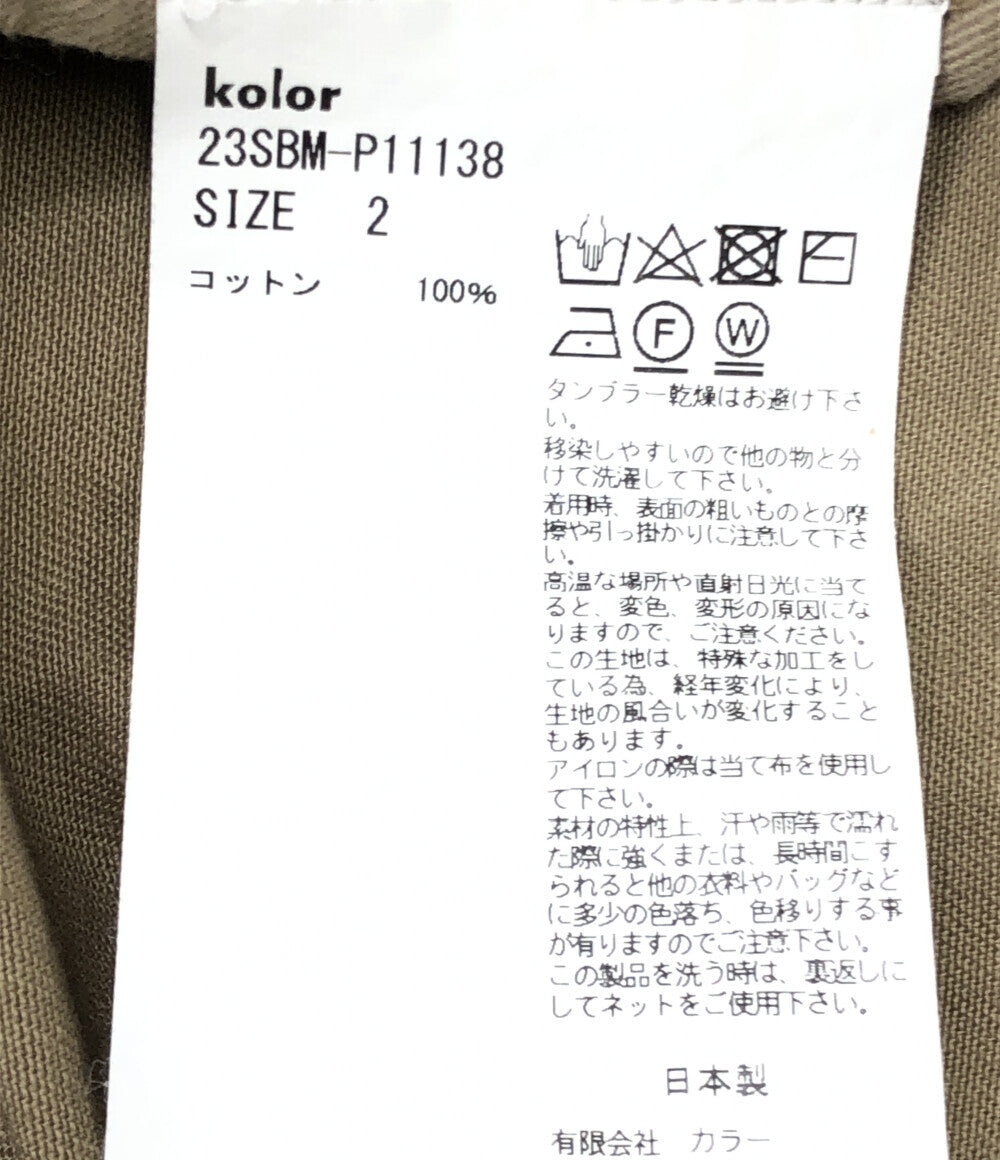 kolor
23SBM-P11138
SIZE 2
コットン 100%
F W
タンブラー乾燥はお避け下さ
い。
移染しやすいので他の物と分
けて洗濯して下さい。
着用時、表面の粗いものとの摩
擦や引っ掛かりに注意して下さ
い。
高温な場所や直射日光に当て
ると、変色、変形の原因にな
りますので、ご注意ください。
この生地は、特殊な加工をし
ている為、経年変化により、
生地の風合いが変化すること
もあります。
アイロンの際は当て布を使用し
て下さい。
素材の特性上、汗や雨等で濡れ
た際に強くまたは、長時間こす
られると他の衣料やバッグなど
に多少の色落ち、色移りする事
が有りますのでご注意下さい。
この製品を洗う時は、裏返しに
してネットをご使用下さい。
日本製
有限会社 カラー